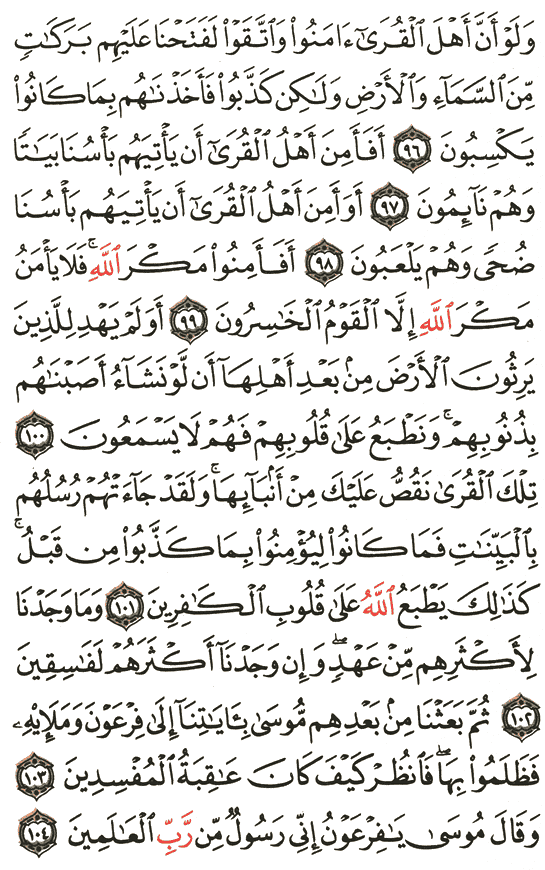 وَلَوۡ أَنَّ أَهۡلَ ٱلۡقُرَىٰٓ ءَامَنُواْ وَٱتَّقَوۡاْ لَفَتَحۡنَا عَلَيۡهِم بَرَكَٰتٖ
مِّنَ ٱلسَّمَآءِ وَٱلۡأَرۡضِ وَلَٰكِن كَذَّبُواْ فَأَخَذۡنَٰهُم بِمَا كَانُواْ
يَكۡسِبُونَ ٩٦ أَفَأَمِنَ أَهۡلُ ٱلۡقُرَىٰٓ أَن يَأۡتِيَهُم بَأۡسُنَا بَيَٰتٗا
وَهُمۡ نَآئِمُونَ ٩٧ أَوَأَمِنَ أَهۡلُ ٱلۡقُرَىٰٓ أَن يَأۡتِيَهُم بَأۡسُنَا
ضُحٗى وَهُمۡ يَلۡعَبُونَ ٩٨ أَفَأَمِنُواْ مَكۡرَ ٱللَّهِۚ فَلَا يَأۡمَنُ
مَكۡرَ ٱللَّهِ إِلَّا ٱلۡقَوۡمُ ٱلۡخَٰسِرُونَ ٩٩ أَوَلَمۡ يَهۡدِ لِلَّذِينَ
يَرِثُونَ ٱلۡأَرۡضَ مِنۢ بَعۡدِ أَهۡلِهَآ أَن لَّوۡ نَشَآءُ أَصَبۡنَٰهُم
بِذُنُوبِهِمۡۚ وَنَطۡبَعُ عَلَىٰ قُلُوبِهِمۡ فَهُمۡ لَا يَسۡمَعُونَ ١٠٠
تِلۡكَ ٱلۡقُرَىٰ نَقُصُّ عَلَيۡكَ مِنۡ أَنۢبَآئِهَاۚ وَلَقَدۡ جَآءَتۡهُمۡ رُسُلُهُم
بِٱلۡبَيِّنَٰتِ فَمَا كَانُواْ لِيُؤۡمِنُواْ بِمَا كَذَّبُواْ مِن قَبۡلُۚ
كَذَٰلِكَ يَطۡبَعُ ٱللَّهُ عَلَىٰ قُلُوبِ ٱلۡكَٰفِرِينَ ١٠١ وَمَا وَجَدۡنَا
لِأَكۡثَرِهِم مِّنۡ عَهۡدٖۖ وَإِن وَجَدۡنَآ أَكۡثَرَهُمۡ لَفَٰسِقِينَ
١٠٢ ثُمَّ بَعَثۡنَا مِنۢ بَعۡدِهِم مُّوسَىٰ بِـَٔايَٰتِنَآ إِلَىٰ فِرۡعَوۡنَ وَمَلَإِيْهِۦ
فَظَلَمُواْ بِهَاۖ فَٱنظُرۡ كَيۡفَ كَانَ عَٰقِبَةُ ٱلۡمُفۡسِدِينَ ١٠٣
وَقَالَ مُوسَىٰ يَٰفِرۡعَوۡنُ إِنِّي رَسُولٞ مِّن رَّبِّ ٱلۡعَٰلَمِينَ ١٠٤